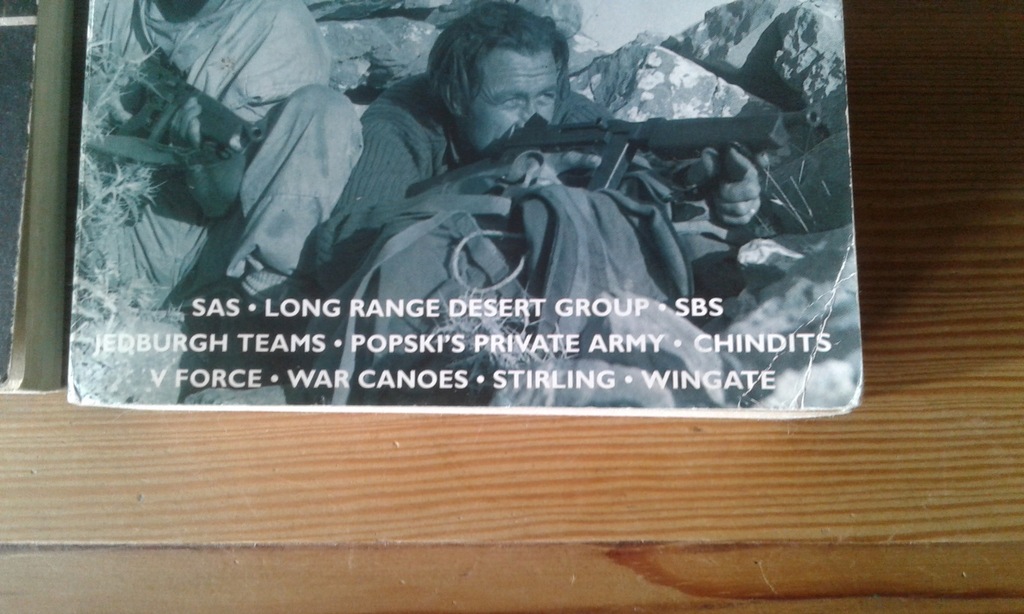 SAS • LONG RANGE DESERT GROUP • SBS
JEDBURGH TEAMS • POPSKI'S PRIVATE ARMY • CHINDITS
V FORCE • WAR CANOES • STIRLING • WINGATE